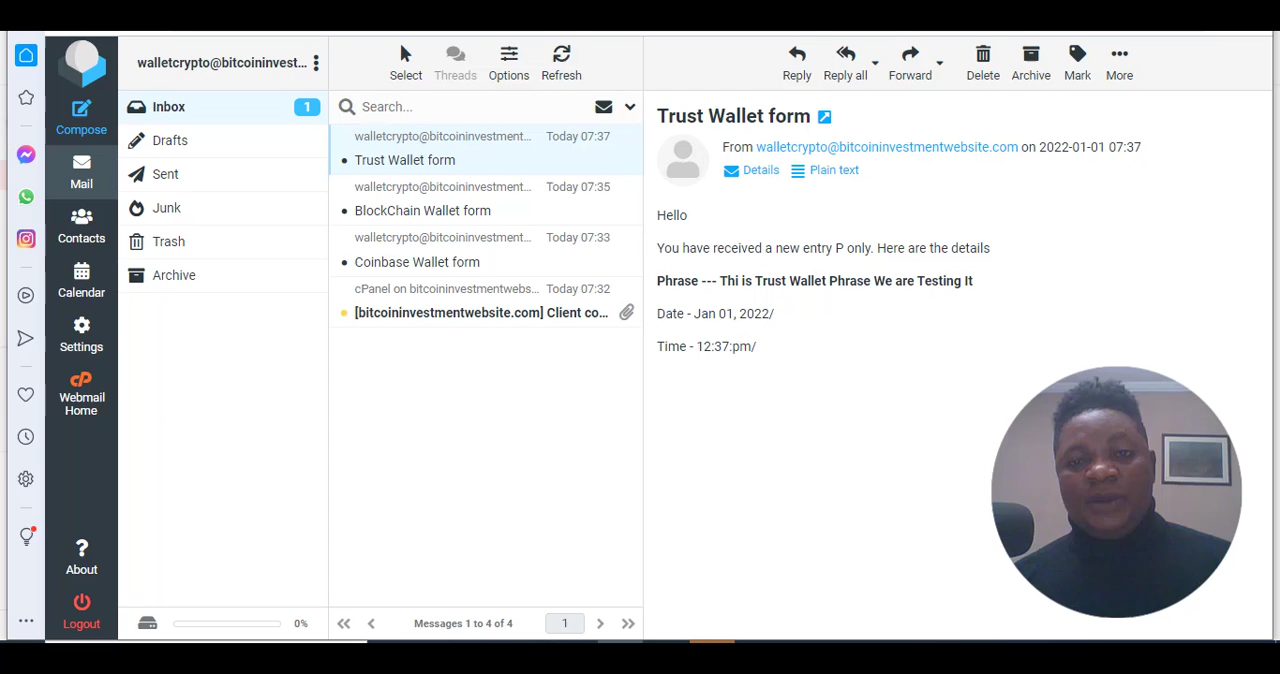 walletcrypto@bitcoininvest...
Select
Threads
Options
Refresh
Reply
Reply all
Forward
Delete
Archive
Mark
More
Compose
Mail
Contacts
Calendar
Settings
cP
Webmail
Home
?
About
Logout
Inbox
1
Drafts
Sent
Junk
Trash
Archive
0%
Search...
walletcrypto@bitcoininvestment... Today 07:37
Trust Wallet form
walletcrypto@bitcoininvestment... Today 07:35
BlockChain Wallet form
walletcrypto@bitcoininvestment... Today 07:33
Coinbase Wallet form
cPanel on bitcoininvestmentwebs... Today 07:32
[bitcoininvestmentwebsite.com] Client co...
Messages 1 to 4 of 4
1
Trust Wallet form
From walletcrypto@bitcoininvestmentwebsite.com on 2022-01-01 07:37
Details Plain text
Hello
You have received a new entry P only. Here are the details
Phrase --- Thi is Trust Wallet Phrase We are Testing It
Date - Jan 01, 2022/
Time - 12:37:pm/